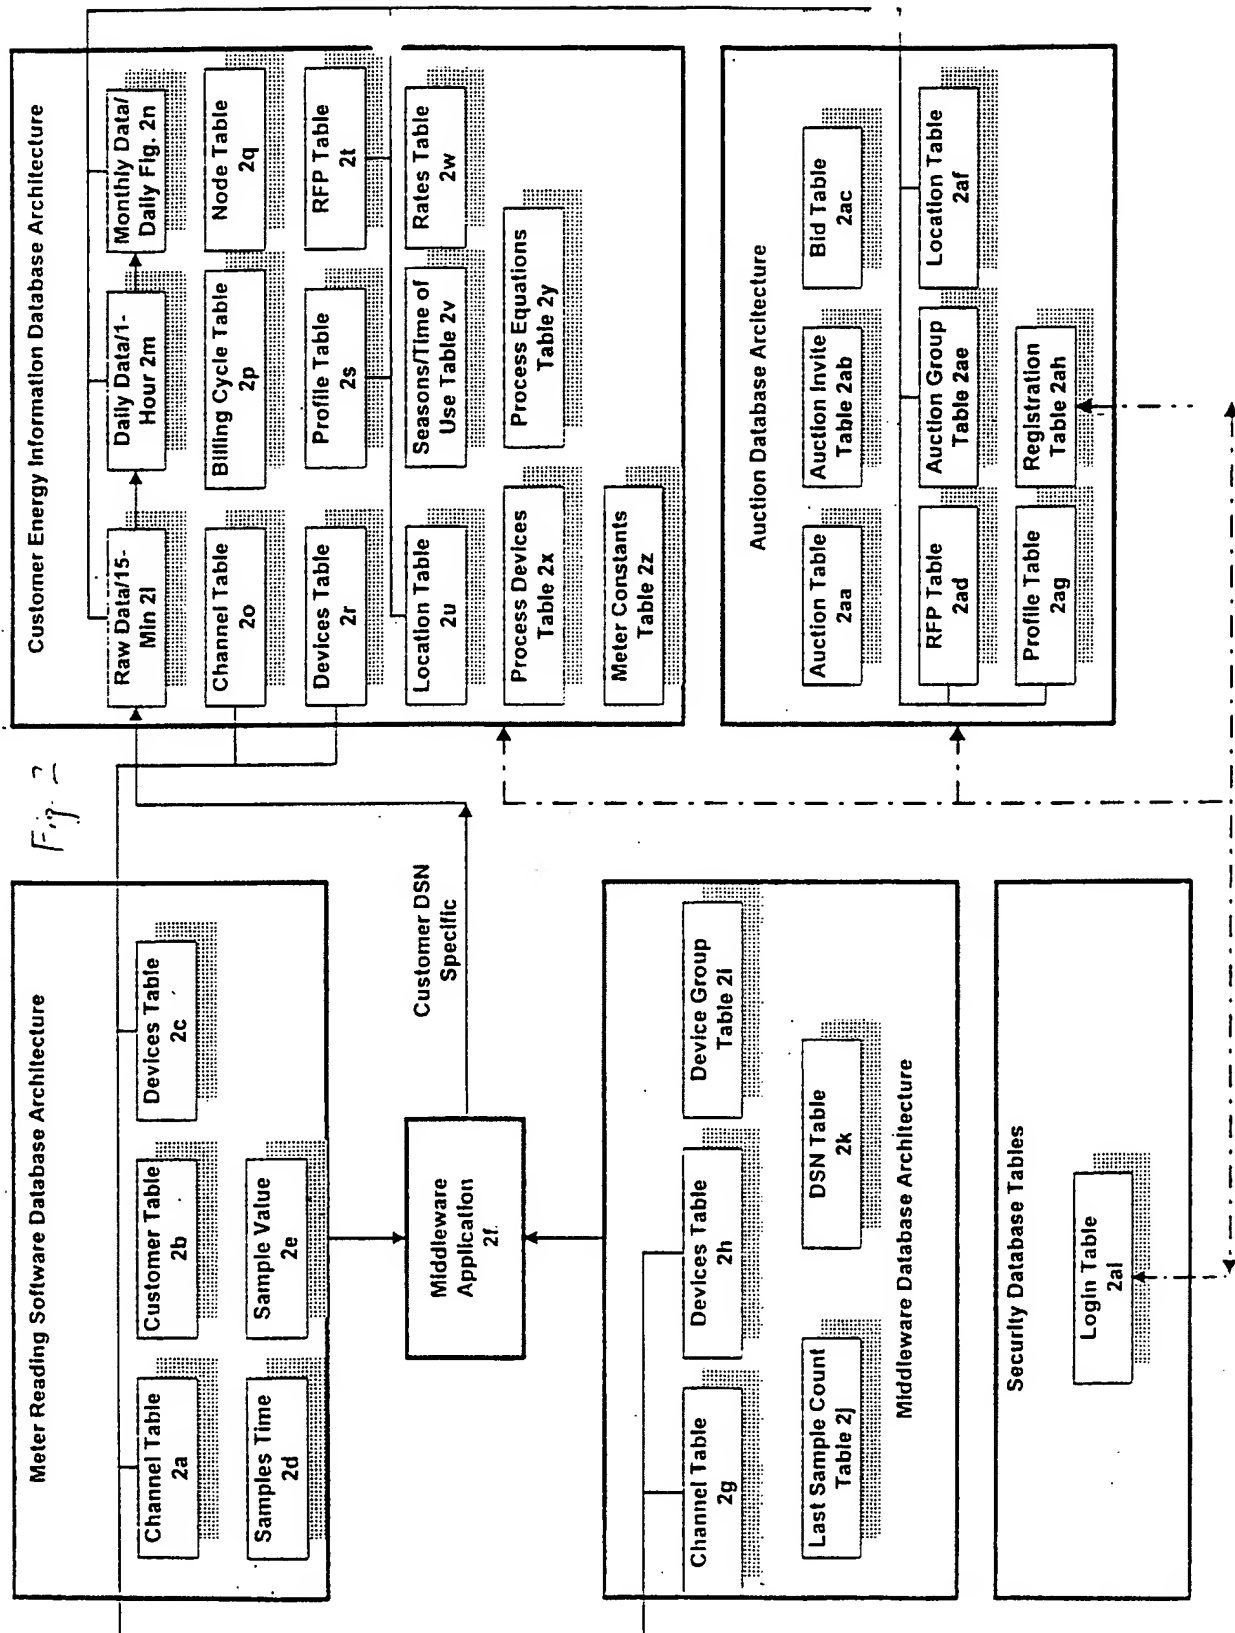 Fig. 2
Meter Reading Software Database Architecture
Channel Table
2a
Customer Table
2b
Devices Table
2c
Samples Time
2d
Sample Value
2e
Middleware
Application
2f
Customer DSN
Specific
Channel Table
2g
Devices Table
2h
Device Group
Table 2i
Last Sample Count
Table 2j
DSN Table
2k
Middleware Database Architecture
Security Database Tables
Login Table
2ai
Customer Energy Information Database Architecture
Raw Data/15-
Min 2l
Daily Data/1-
Hour 2m
Monthly Data/
Daily Fig. 2n
Channel Table
2o
Billing Cycle Table
2p
Node Table
2q
Devices Table
2r
Profile Table
2s
RFP Table
2t
Location Table
2u
Seasons/Time of
Use Table 2v
Rates Table
2w
Process Devices
Table 2x
Process Equations
Table 2y
Meter Constants
Table 2z
Auction Database Arcitecture
Auction Table
2aa
Auction Invite
Table 2ab
Bid Table
2ac
RFP Table
2ad
Auction Group
Table 2ae
Location Table
2af
Profile Table
2ag
Registration
Table 2ah